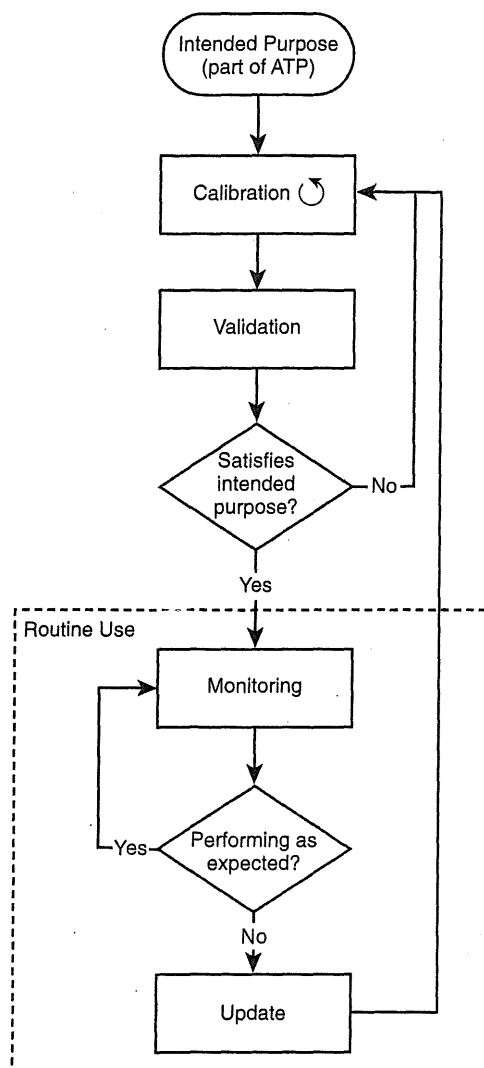 Intended Purpose
(part of ATP)
Calibration
Validation
Satisfies
intended
purpose?
No
Yes
Routine Use
Monitoring
Performing as
expected?
Yes
No
Update